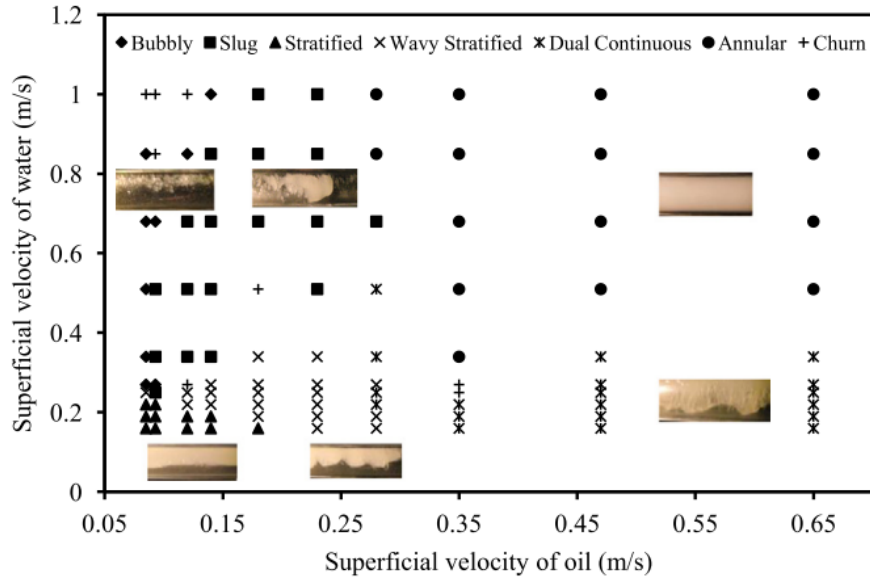 1.2
Bubbly Slug Stratified Wavy Stratified Dual Continuous Annular Churn
1
0.8
0.6
0.4
0.2
0
0.05 0.15 0.25 0.35 0.45 0.55 0.65
Superficial velocity of water (m/s)
Superficial velocity of oil (m/s)